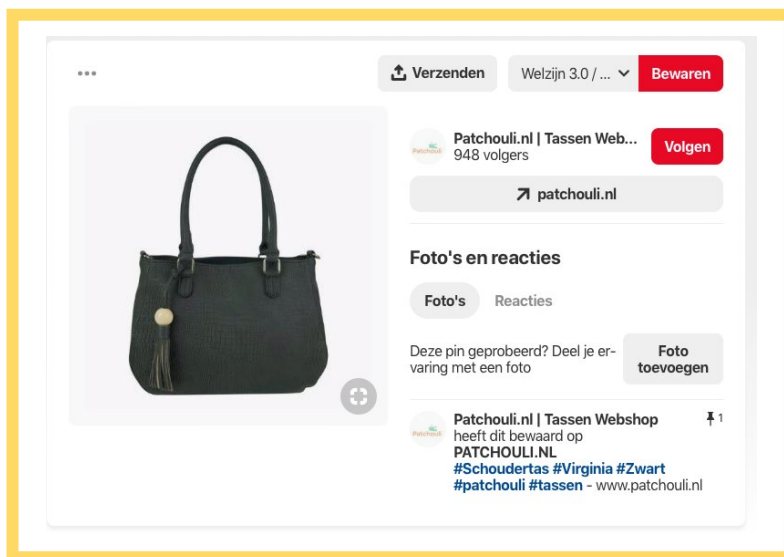 Verzenden
Welzijn 3.0 / ...
Bewaren
Patchouli
Patchouli.nl | Tassen Web...
948 volgers
Volgen
patchouli.nl
Foto's en reacties
Foto's
Reacties
Deze pin geprobeerd? Deel je er-
varing met een foto
Foto
toevoegen
Patchouli
Patchouli.nl | Tassen Webshop
1
heeft dit bewaard op
PATCHOULI.NL
#Schoudertas #Virginia #Zwart
#patchouli #tassen - www.patchouli.nl